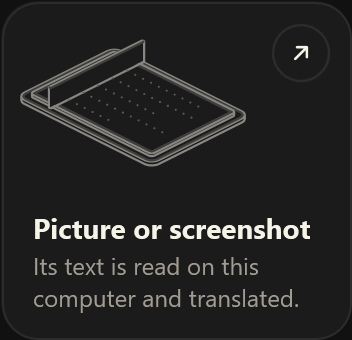 Picture or screenshot
Its text is read on this
computer and translated.